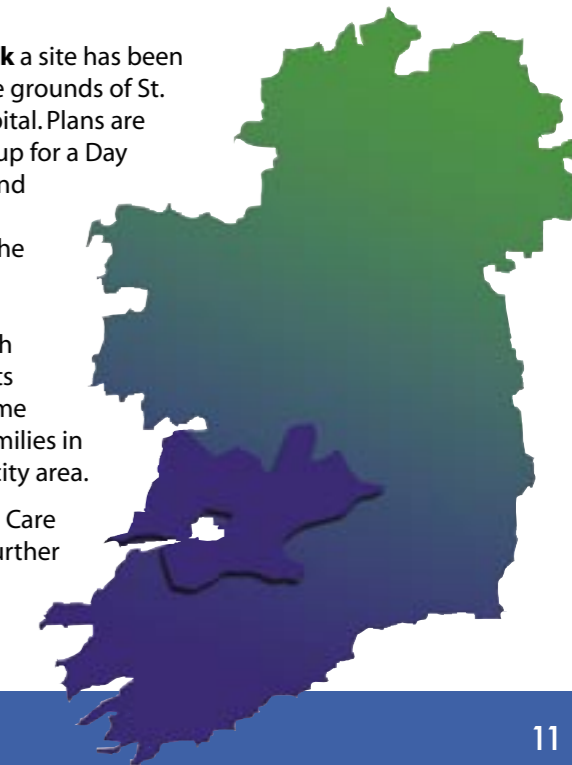 k a site has been
e grounds of St.
pital. Plans are
up for a Day
nd
he
h
ts
me
milies in
city area.
Care
urther
11